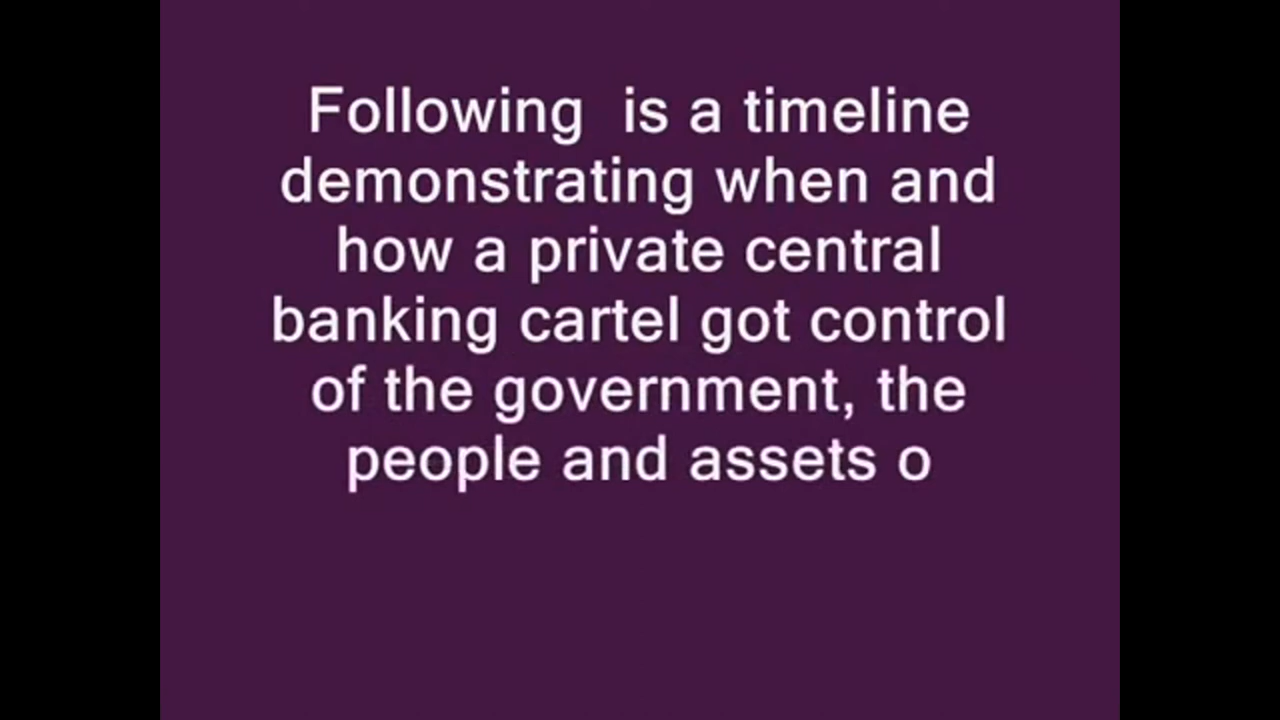 Following  is a timeline
demonstrating when and
how a private central
banking cartel got control
of the government, the
people and assets o